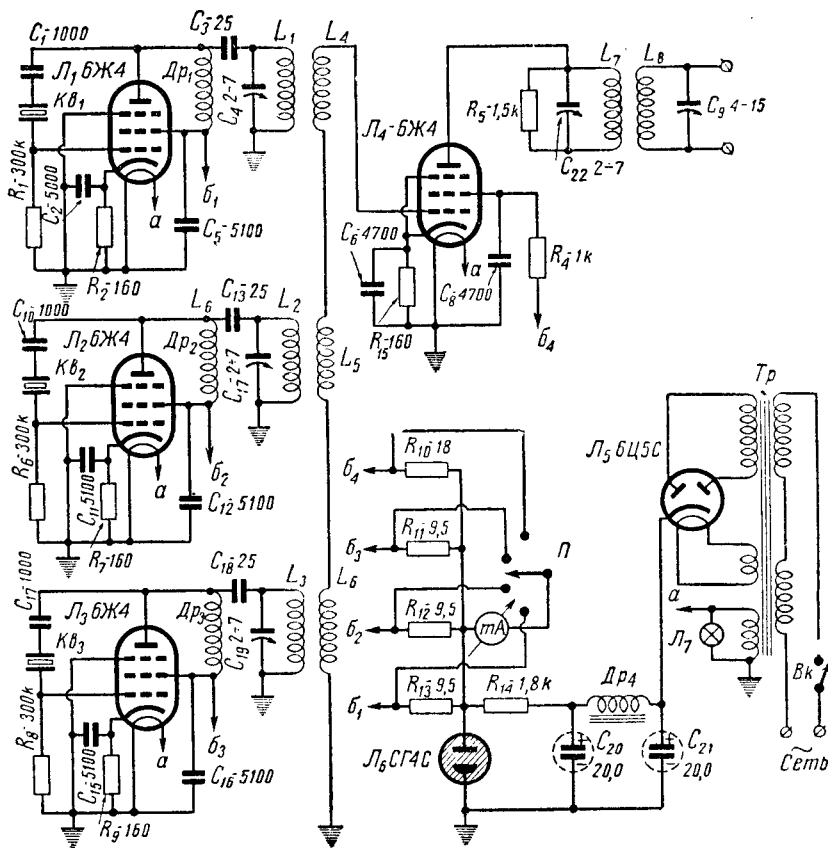 C₁-1000
C₃-25
L₁
L₄
Л₁ 6Ж4
Др₁
Кв₁
C₄ 2÷7
R₁-300к
C₂-5000
а
б₁
C₅-5100
R₂-160
L₇
L₈
R₅-1,5к
C₉ 4-15
C₂₂ 2÷7
Л₄-6Ж4
C₆-4700
а
R₄-1к
C₈-4700
R₁₅-160
б₄
C₁₀-1000
L₆
C₁₃-25
L₂
Л₂ 6Ж4
Др₂
Кв₂
C₁₇-2÷7
L₅
R₆-300к
C₁₁-5100
а
б₂
C₁₂-5100
R₇-160
Тр
Л₅ 6Ц5С
R₁₀-18
б₄
R₁₁-9,5
б₃
П
R₁₂-9,5
б₂
mA
а
Л₇
R₁₃-9,5
б₁
R₁₄-1,8к
Др₄
Вк
C₁₇-1000
C₁₈-25
L₃
L₆
Л₃ 6Ж4
Др₃
Кв₃
C₁₉ 2-7
R₈-300к
C₁₅-5100
а
б₃
C₁₆-5100
R₉-160
Л₆ СГ4С
+
C₂₀
20,0
+
C₂₁
20,0
~
Сеть